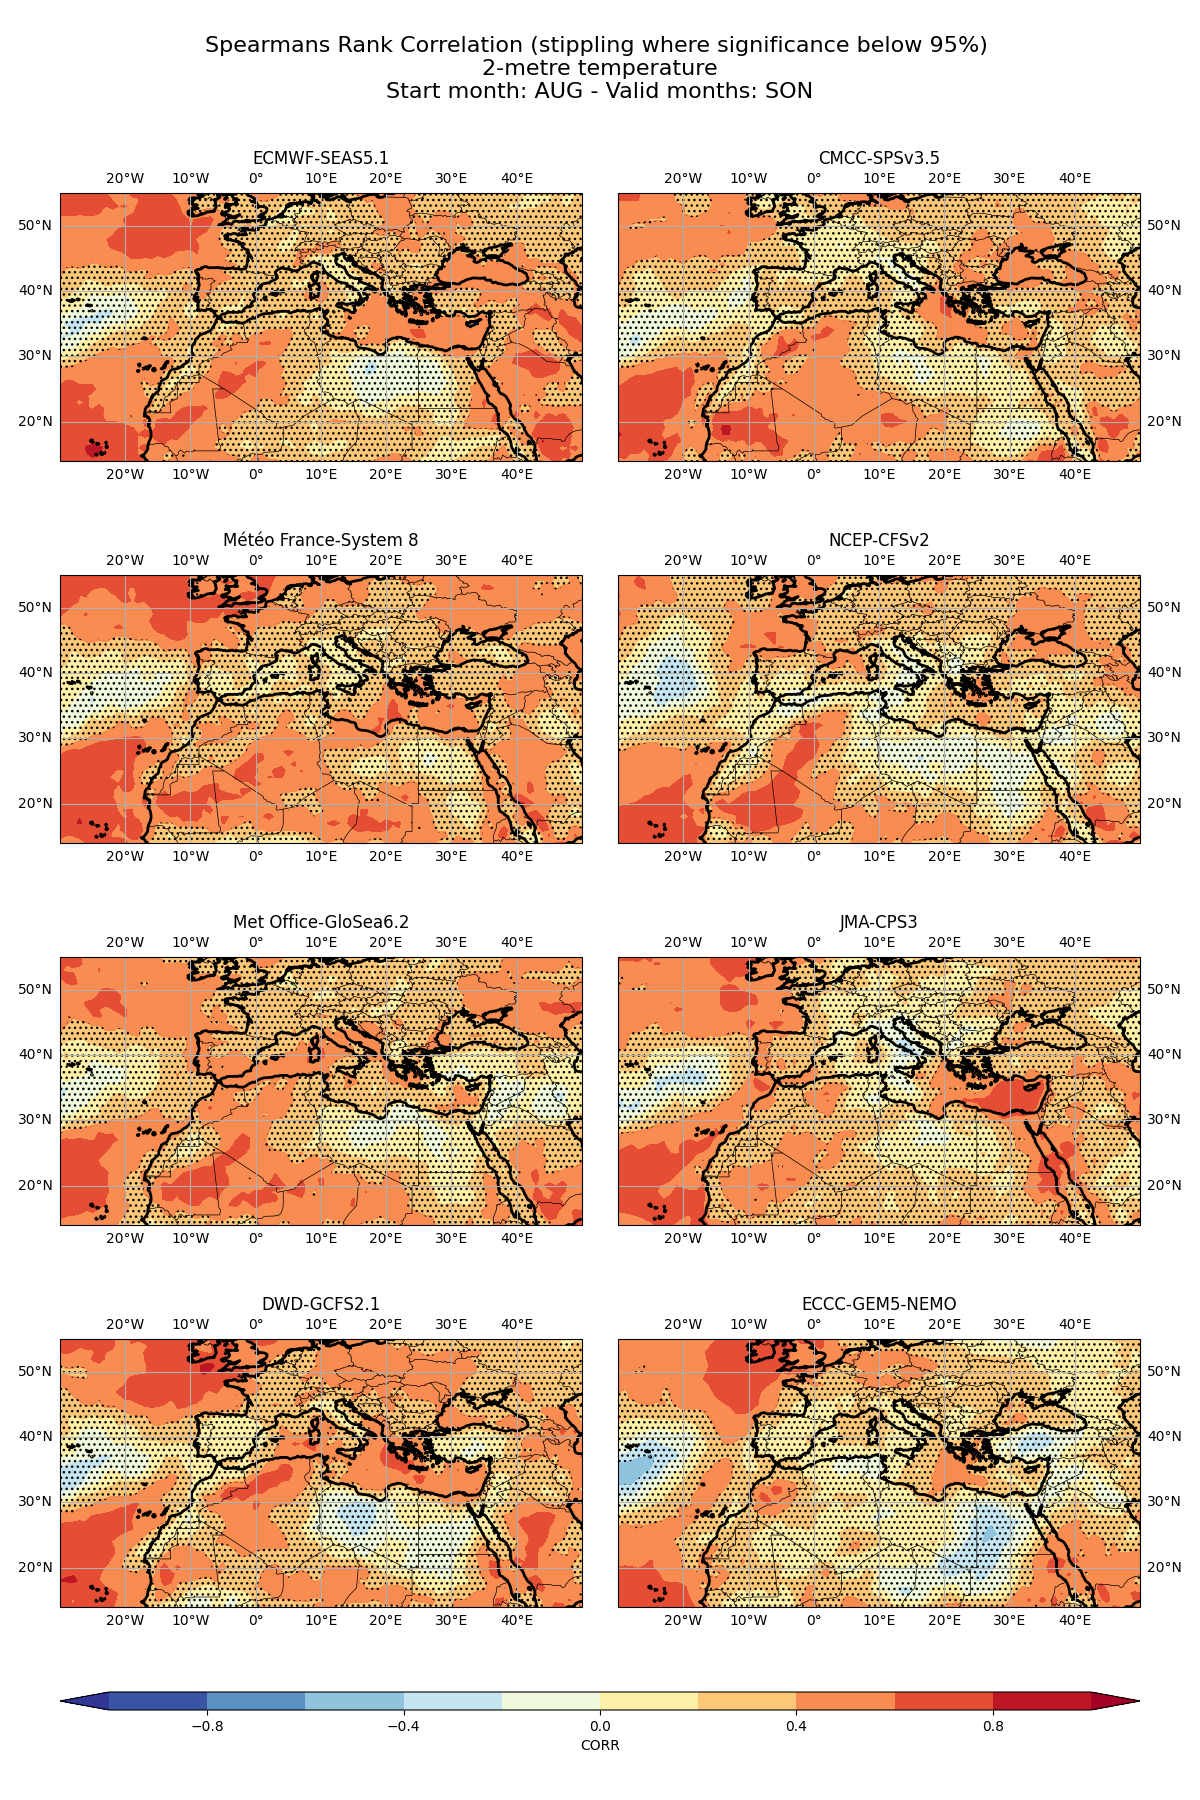 Spearmans Rank Correlation (stippling where significance below 95%)
2-metre temperature
Start month: AUG - Valid months: SON
ECMWF-SEAS5.1
20°W 10°W 0° 10°E 20°E 30°E 40°E
50°N
40°N
30°N
20°N
20°W 10°W 0° 10°E 20°E 30°E 40°E
CMCC-SPSv3.5
20°W 10°W 0° 10°E 20°E 30°E 40°E
50°N
40°N
30°N
20°N
20°W 10°W 0° 10°E 20°E 30°E 40°E
Météo France-System 8
20°W 10°W 0° 10°E 20°E 30°E 40°E
50°N
40°N
30°N
20°N
20°W 10°W 0° 10°E 20°E 30°E 40°E
NCEP-CFSv2
20°W 10°W 0° 10°E 20°E 30°E 40°E
50°N
40°N
30°N
20°N
20°W 10°W 0° 10°E 20°E 30°E 40°E
Met Office-GloSea6.2
20°W 10°W 0° 10°E 20°E 30°E 40°E
50°N
40°N
30°N
20°N
20°W 10°W 0° 10°E 20°E 30°E 40°E
JMA-CPS3
20°W 10°W 0° 10°E 20°E 30°E 40°E
50°N
40°N
30°N
20°N
20°W 10°W 0° 10°E 20°E 30°E 40°E
DWD-GCFS2.1
20°W 10°W 0° 10°E 20°E 30°E 40°E
50°N
40°N
30°N
20°N
20°W 10°W 0° 10°E 20°E 30°E 40°E
ECCC-GEM5-NEMO
20°W 10°W 0° 10°E 20°E 30°E 40°E
50°N
40°N
30°N
20°N
20°W 10°W 0° 10°E 20°E 30°E 40°E
−0.8 −0.4 0.0 0.4 0.8
CORR